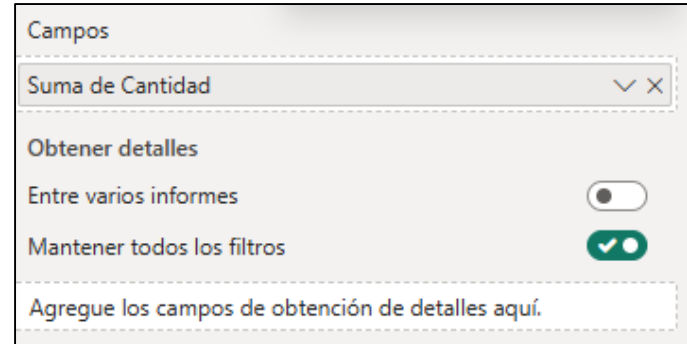 Campos
Suma de Cantidad
Obtener detalles
Entre varios informes
Mantener todos los filtros
Agregue los campos de obtención de detalles aquí.